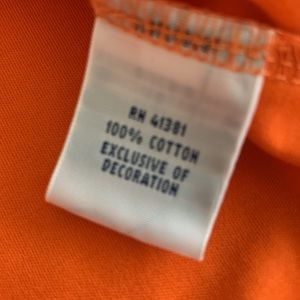 RN 41381
100% COTTON
EXCLUSIVE OF
DECORATION